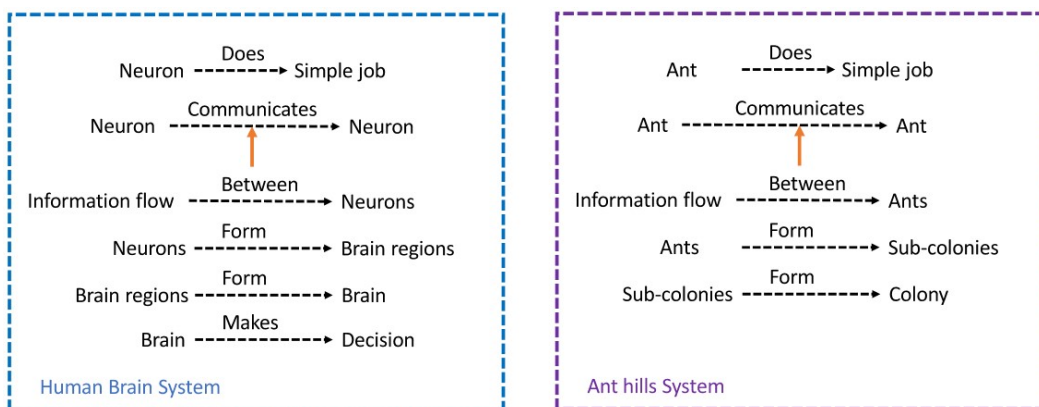 Does
Neuron Simple job
Communicates
Neuron Neuron
Between
Information flow Neurons
Form
Neurons Brain regions
Form
Brain regions Brain
Makes
Brain Decision
Human Brain System
Does
Ant Simple job
Communicates
Ant Ant
Between
Information flow Ants
Form
Ants Sub-colonies
Form
Sub-colonies Colony
Ant hills System